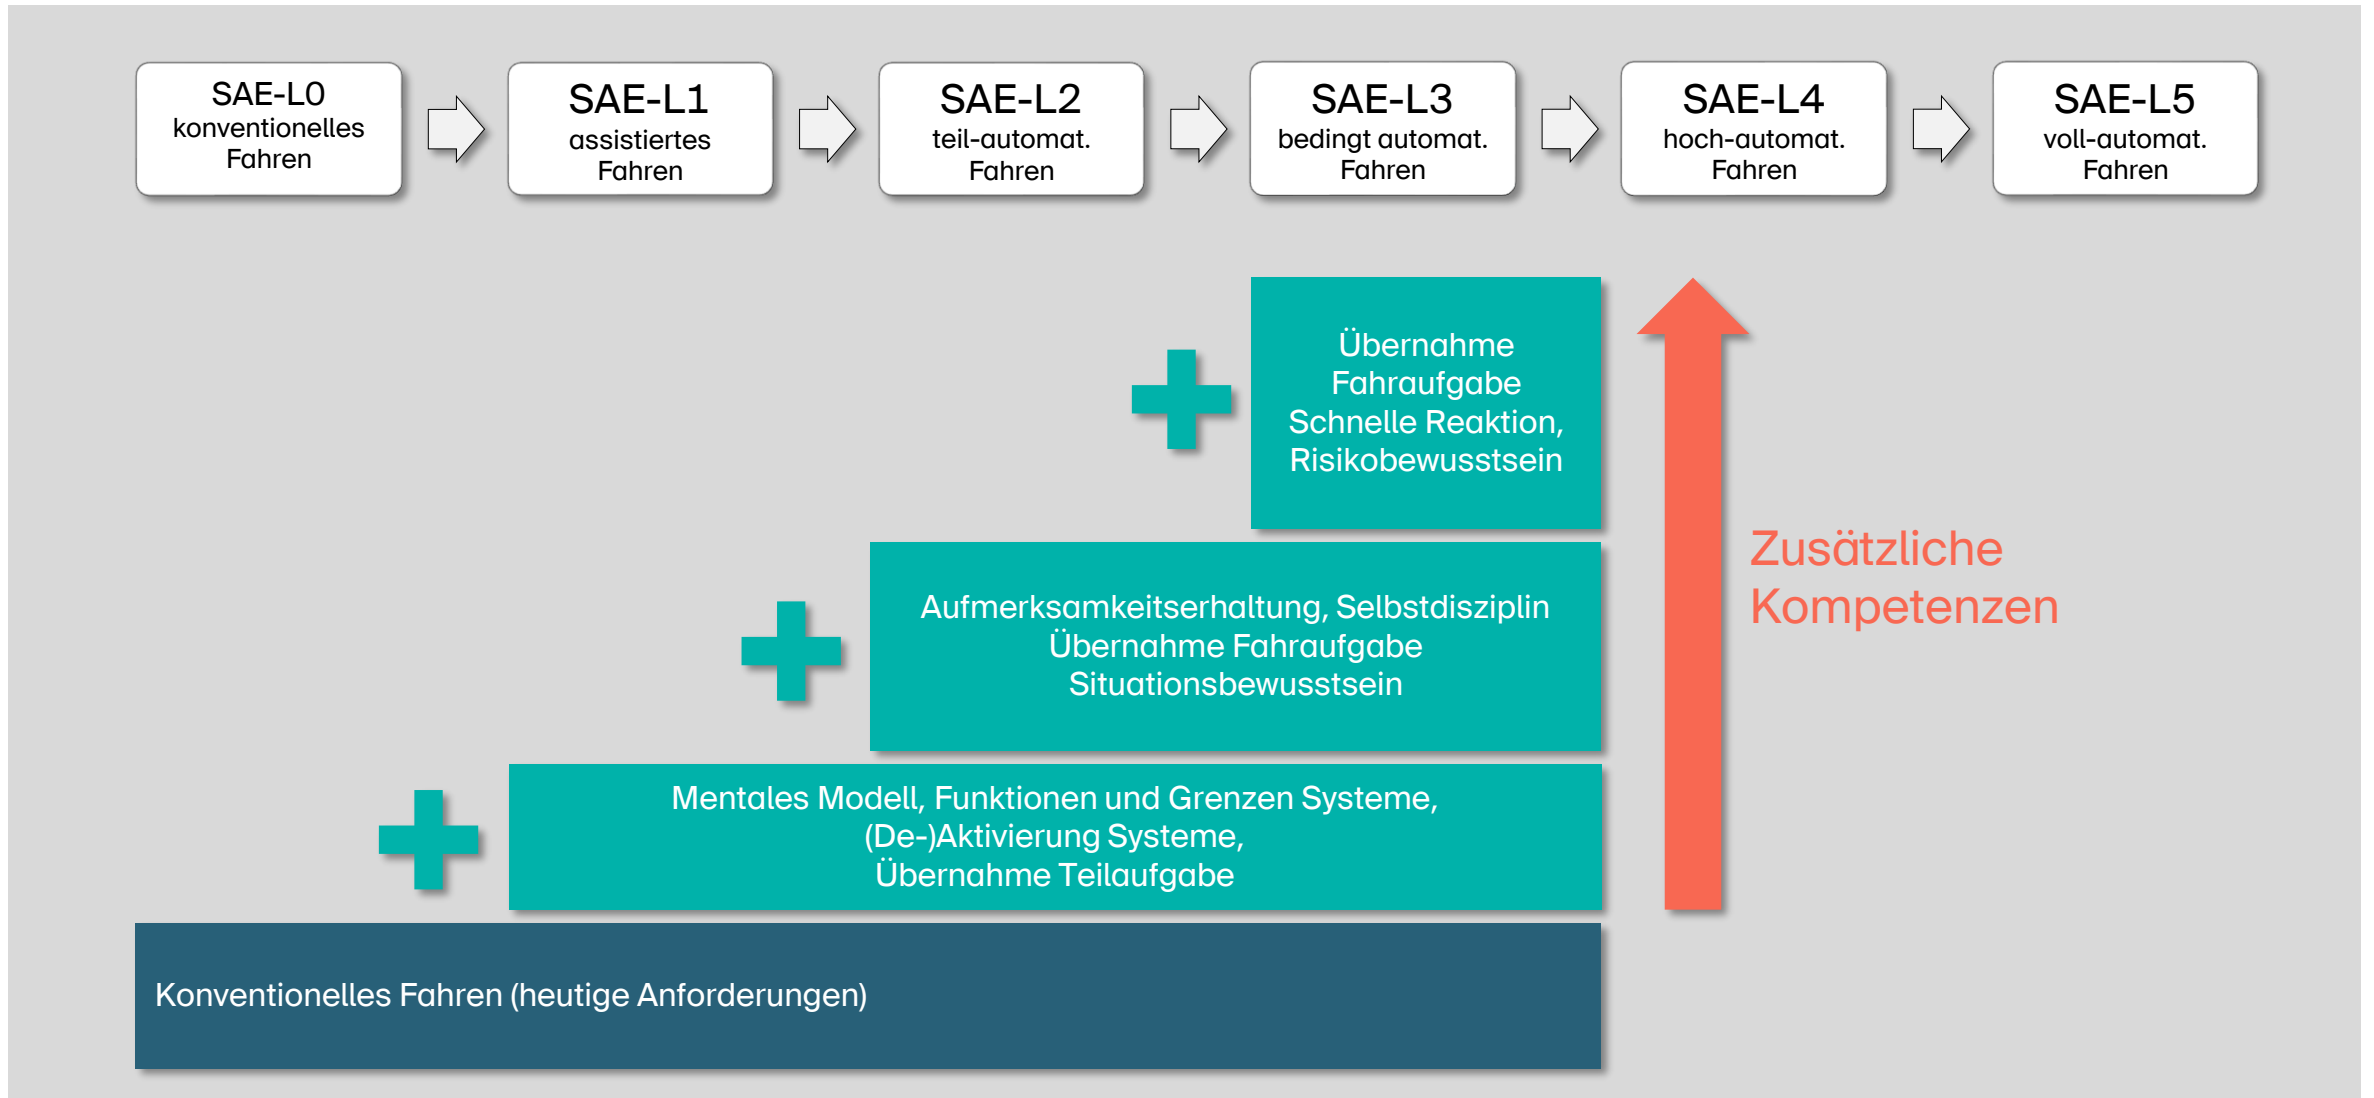 SAE-L0
konventionelles
Fahren
SAE-L1
assistiertes
Fahren
SAE-L2
teil-automat.
Fahren
SAE-L3
bedingt automat.
Fahren
SAE-L4
hoch-automat.
Fahren
SAE-L5
voll-automat.
Fahren
Übernahme
Fahraufgabe
Schnelle Reaktion,
Risikobewusstsein
Zusätzliche
Kompetenzen
Aufmerksamkeitserhaltung, Selbstdisziplin
Übernahme Fahraufgabe
Situationsbewusstsein
Mentales Modell, Funktionen und Grenzen Systeme,
(De-)Aktivierung Systeme,
Übernahme Teilaufgabe
Konventionelles Fahren (heutige Anforderungen)